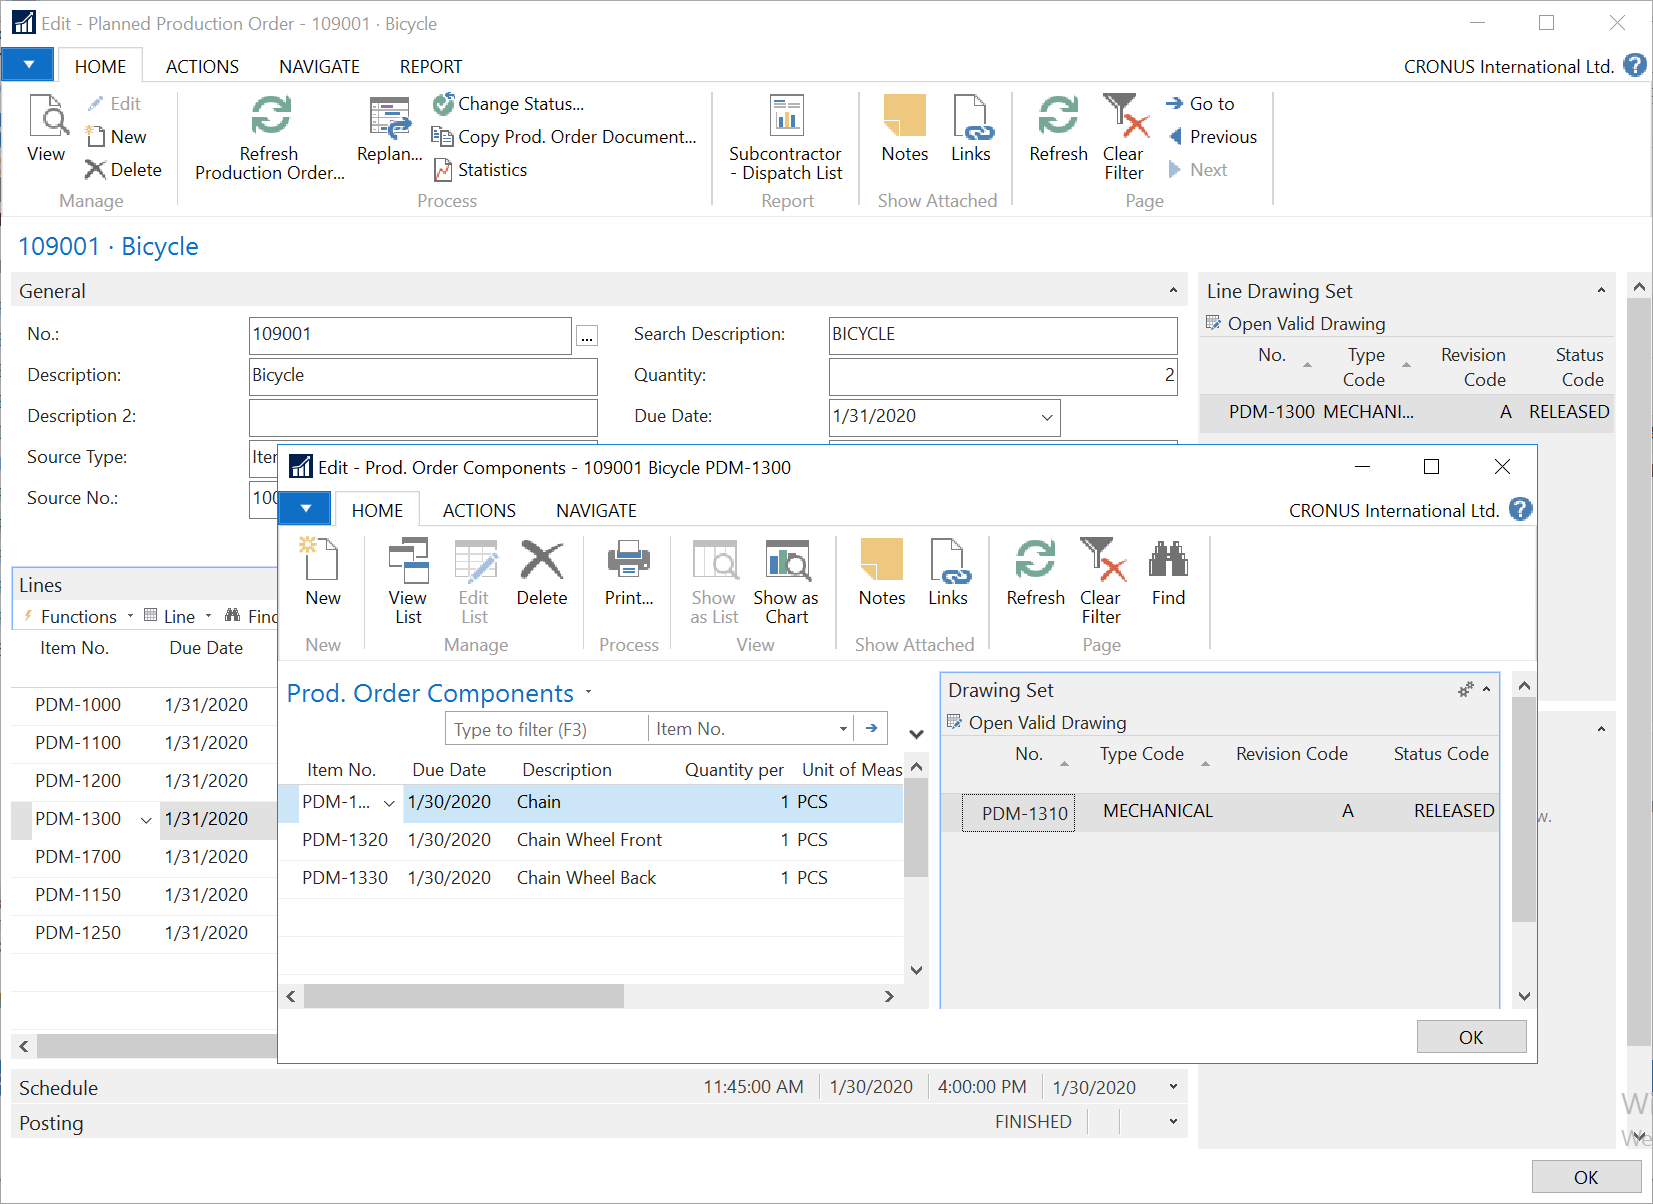 Edit - Planned Production Order - 109001 · Bicycle
HOME ACTIONS NAVIGATE REPORT CRONUS International Ltd. ?
View
Edit
New
Delete
Manage
Refresh
Production Order...
Replan...
Change Status...
Copy Prod. Order Document...
Statistics
Process
Subcontractor
- Dispatch List
Report
Notes
Links
Show Attached
Refresh
Clear
Filter
Go to
Previous
Next
Page
109001 · Bicycle
General
No.: 109001 ...
Description: Bicycle
Description 2:
Source Type:
Source No.: 100
Search Description: BICYCLE
Quantity: 2
Due Date: 1/31/2020
Line Drawing Set
Open Valid Drawing
No. Type Code Revision Code Status Code
PDM-1300 MECHANI... A RELEASED
Lines
Functions Line Find
Item No. Due Date
PDM-1000 1/31/2020
PDM-1100 1/31/2020
PDM-1200 1/31/2020
PDM-1300 1/31/2020
PDM-1700 1/31/2020
PDM-1150 1/31/2020
PDM-1250 1/31/2020
Edit - Prod. Order Components - 109001 Bicycle PDM-1300
HOME ACTIONS NAVIGATE CRONUS International Ltd. ?
New
New
View
List
Edit
List
Delete
Manage
Print...
Process
Show
as List
Show as
Chart
View
Notes
Links
Show Attached
Refresh
Clear
Filter
Find
Page
Prod. Order Components
Type to filter (F3) Item No.
Item No. Due Date Description Quantity per Unit of Meas
PDM-1... 1/30/2020 Chain 1 PCS
PDM-1320 1/30/2020 Chain Wheel Front 1 PCS
PDM-1330 1/30/2020 Chain Wheel Back 1 PCS
Drawing Set
Open Valid Drawing
No. Type Code Revision Code Status Code
PDM-1310 MECHANICAL A RELEASED
OK
w.
Schedule 11:45:00 AM 1/30/2020 4:00:00 PM 1/30/2020
Posting FINISHED
OK